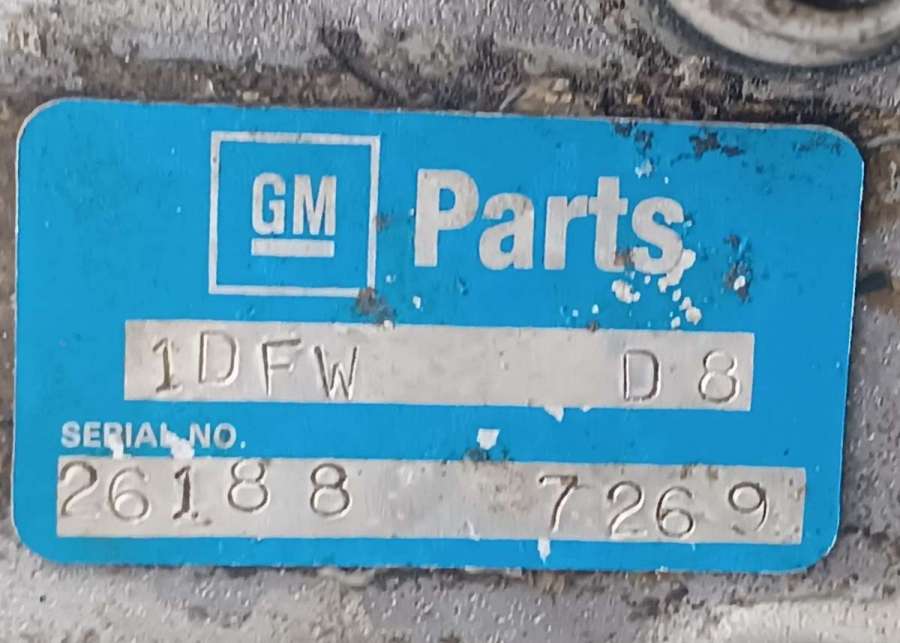 GM Parts
1DFW D8
SERIAL NO.
26188 7269